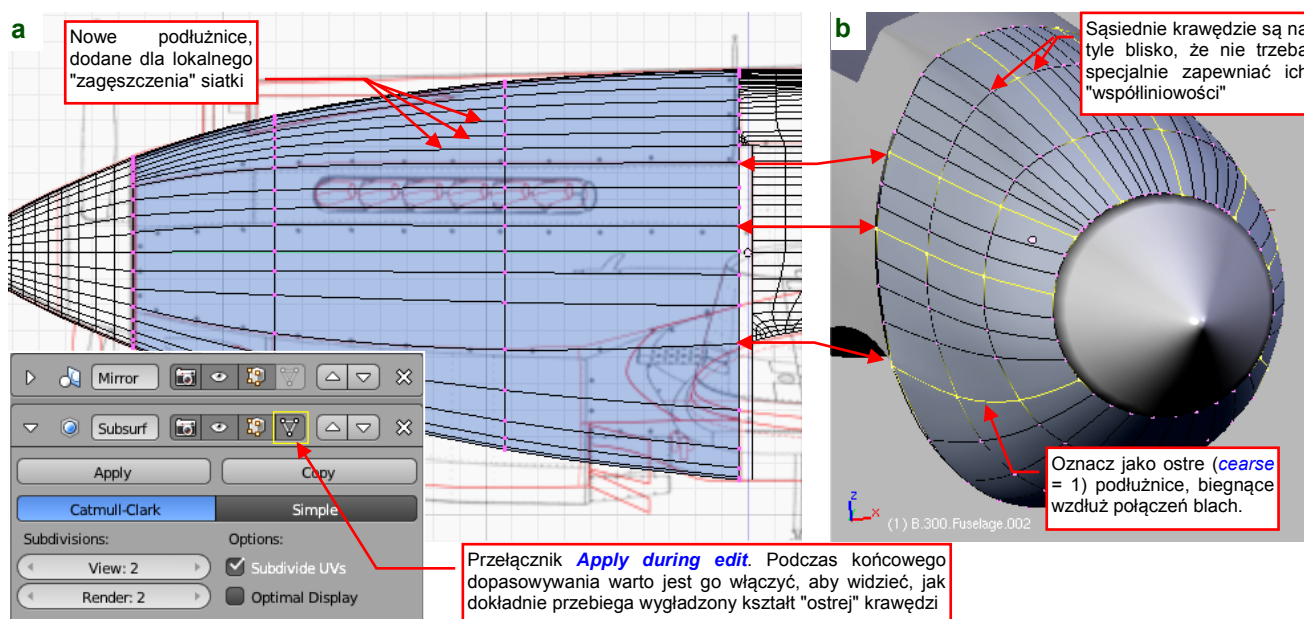 a
Nowe podłużnice,
dodane dla lokalnego
"zagęszczenia" siatki
b
Sąsiednie krawędzie są na
tyle blisko, że nie trzeba
specjalnie zapewniać ich
"współliniowości"
Mirror
Subsurf
Apply
Copy
Catmull-Clark
Simple
Subdivisions:
Options:
View: 2
Subdivide UVs
Render: 2
Optimal Display
Oznacz jako ostre (cearse
= 1) podłużnice, biegnące
wzdłuż połączeń blach.
z
x
(1) B.300.Fuselage.002
Przełącznik Apply during edit. Podczas końcowego
dopasowywania warto jest go włączyć, aby widzieć, jak
dokładnie przebiega wygładzony kształt "ostrej" krawędzi